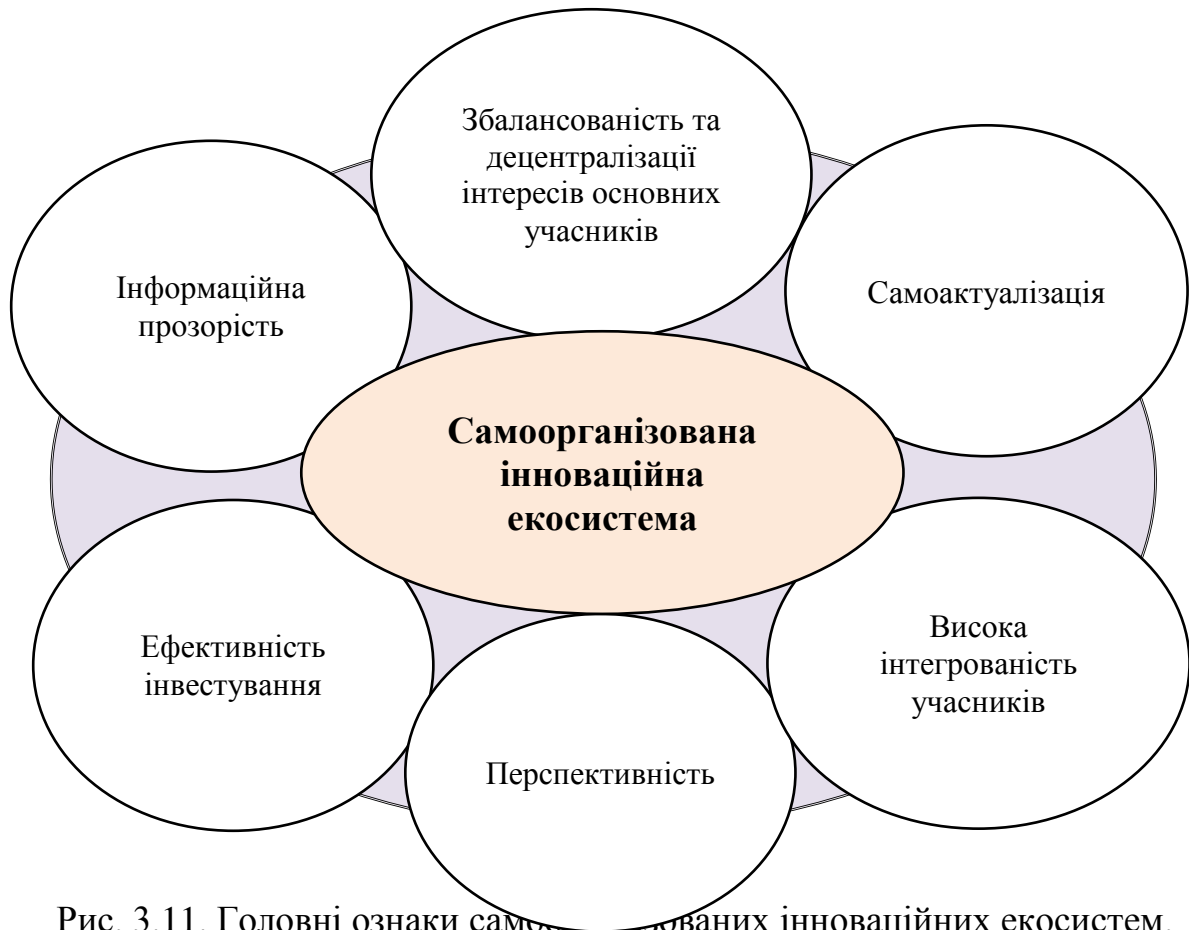 Збалансованість та
децентралізації
інтересів основних
учасників
Інформаційна
прозорість
Самоактуалізація
Самоорганізована
інноваційна
екосистема
Ефективність
інвестування
Висока
інтегрованість
учасників
Перспективність
Рис. 3.11. Головні ознаки інноваційних екосистем.